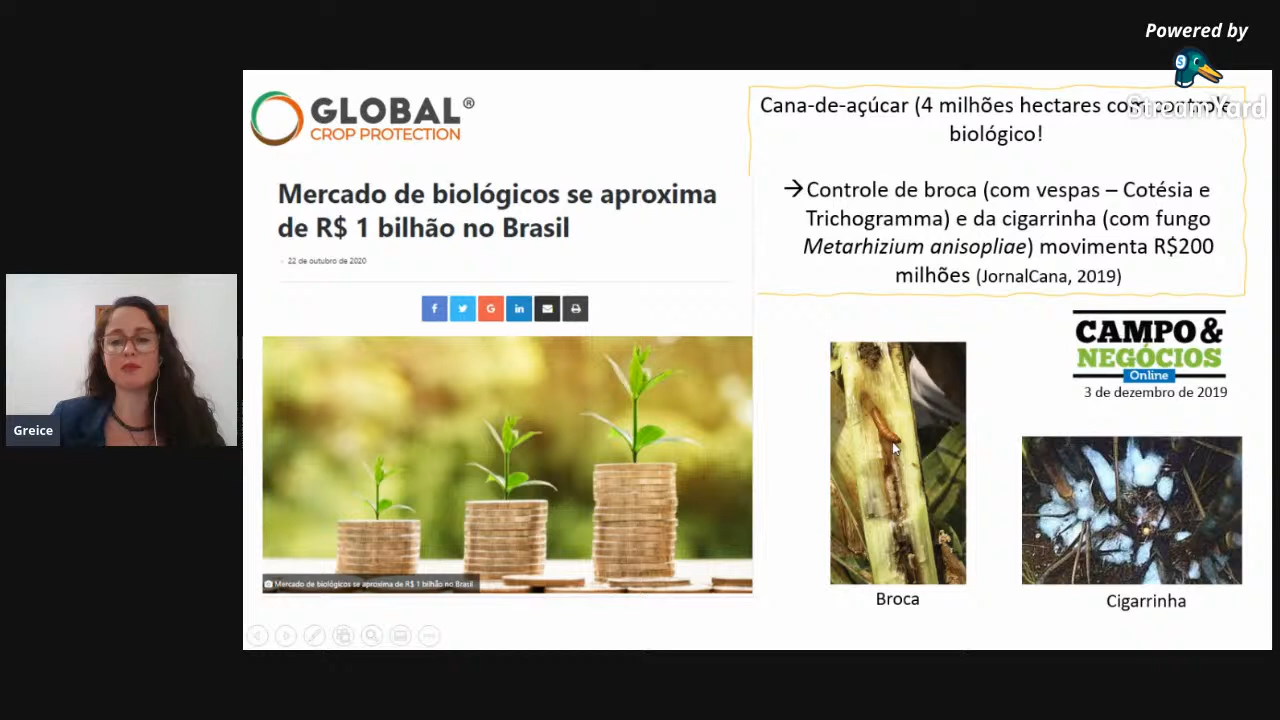 Powered by
StreamYard
GLOBAL®
CROP PROTECTION
Mercado de biológicos se aproxima
de R$ 1 bilhão no Brasil
22 de outubro de 2020
Mercado de biológicos se aproxima de R$ 1 bilhão no Brasil
Cana-de-açúcar (4 milhões hectares com controle
biológico!
→Controle de broca (com vespas – Cotésia e
Trichogramma) e da cigarrinha (com fungo
Metarhizium anisopliae) movimenta R$200
milhões (JornalCana, 2019)
CAMPO &
NEGÓCIOS
Online
3 de dezembro de 2019
Broca
Cigarrinha
Greice